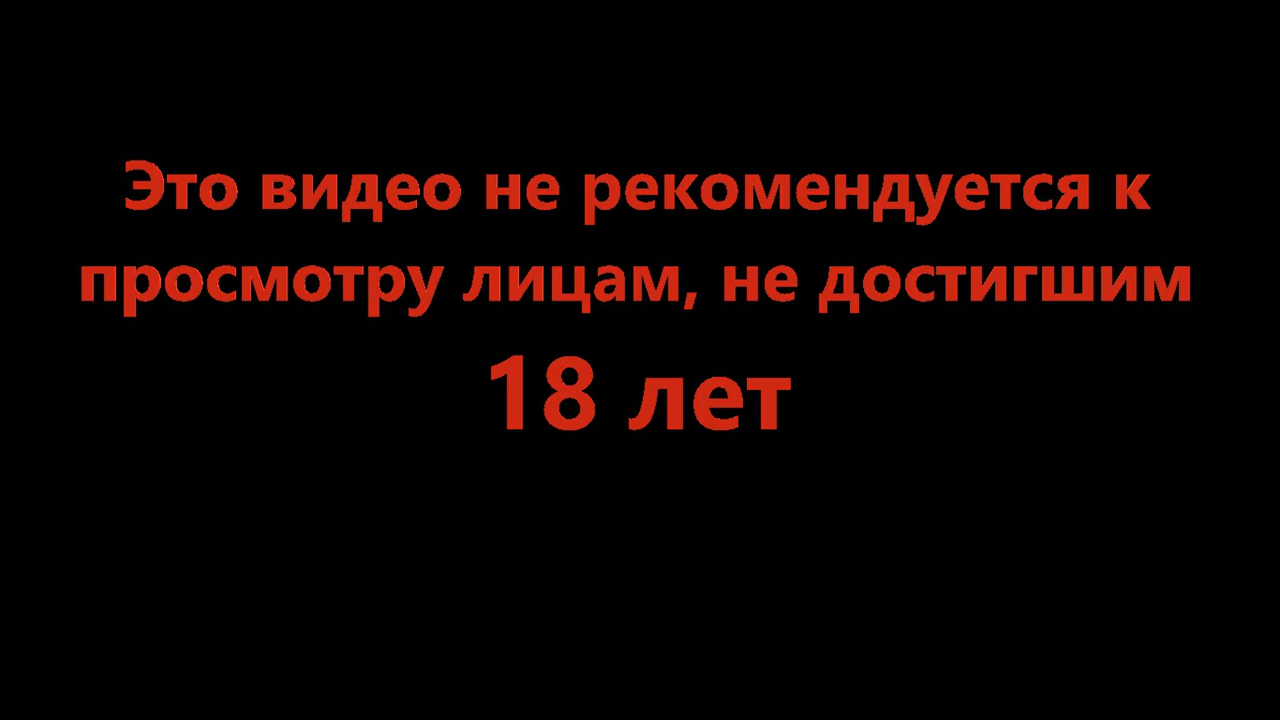 Это видео не рекомендуется к
просмотру лицам, не достигшим
18 лет